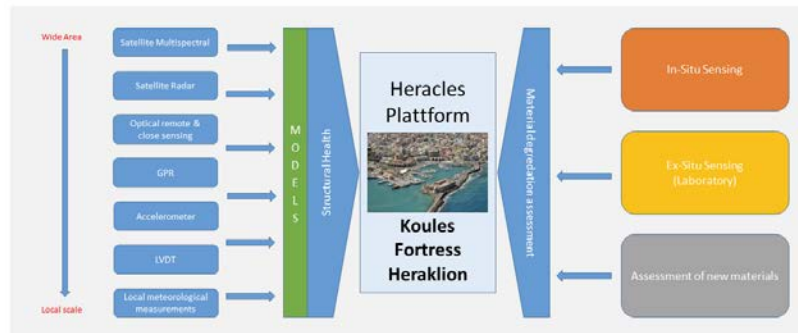 Wide Area
Local scale
Satellite Multispectral
Satellite Radar
Optical remote &
close sensing
GPR
Accelerometer
LVDT
Local meteorological
measurements
MODELS
Structural Health
Heracles
Plattform
Koules
Fortress
Heraklion
Material degredation assessment
In-Situ Sensing
Ex-Situ Sensing
(Laboratory)
Assessment of new materials